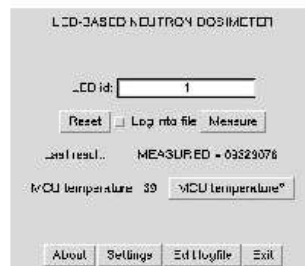 LED-BASED NEUTRON DOSIMETER
LED id: 1
Reset Log into file Measure
Last result: MEASURED = 69329076
MCU temperature 39 MCU temperature?
About Settings Edit logfile Exit